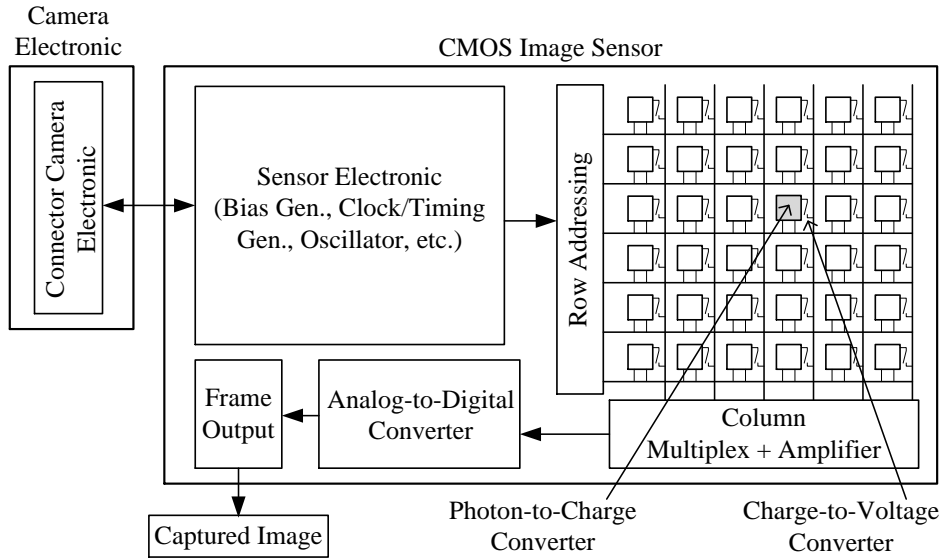 Camera
Electronic
CMOS Image Sensor
Connector Camera
Electronic
Sensor Electronic
(Bias Gen., Clock/Timing
Gen., Oscillator, etc.)
Row Addressing
Frame
Output
Analog-to-Digital
Converter
Column
Multiplex + Amplifier
Captured Image
Photon-to-Charge
Converter
Charge-to-Voltage
Converter